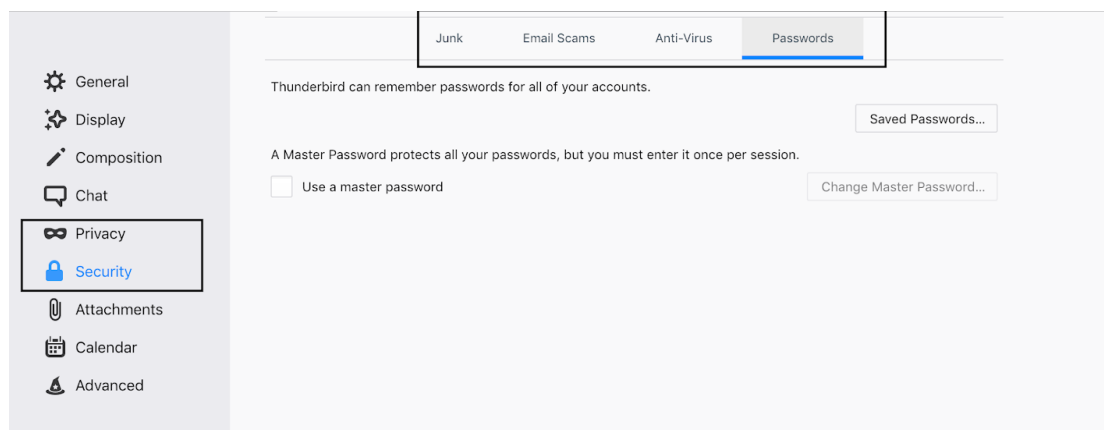 Junk Email Scams Anti-Virus Passwords
General
Display
Composition
Chat
Privacy
Security
Attachments
Calendar
Advanced
Thunderbird can remember passwords for all of your accounts.
Saved Passwords...
A Master Password protects all your passwords, but you must enter it once per session.
Use a master password
Change Master Password...